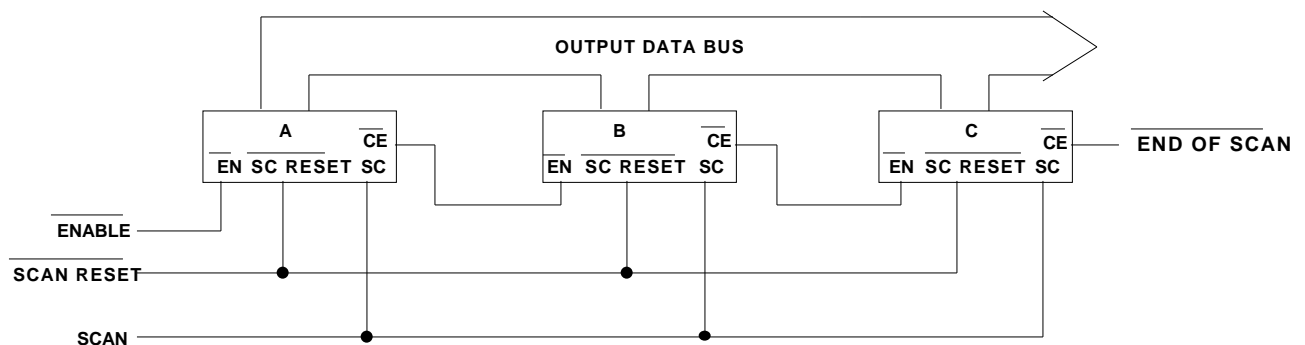 OUTPUT DATA BUS
A
B
C
CE
CE
CE
END OF SCAN
EN SC RESET SC
EN SC RESET SC
EN SC RESET SC
ENABLE
SCAN RESET
SCAN